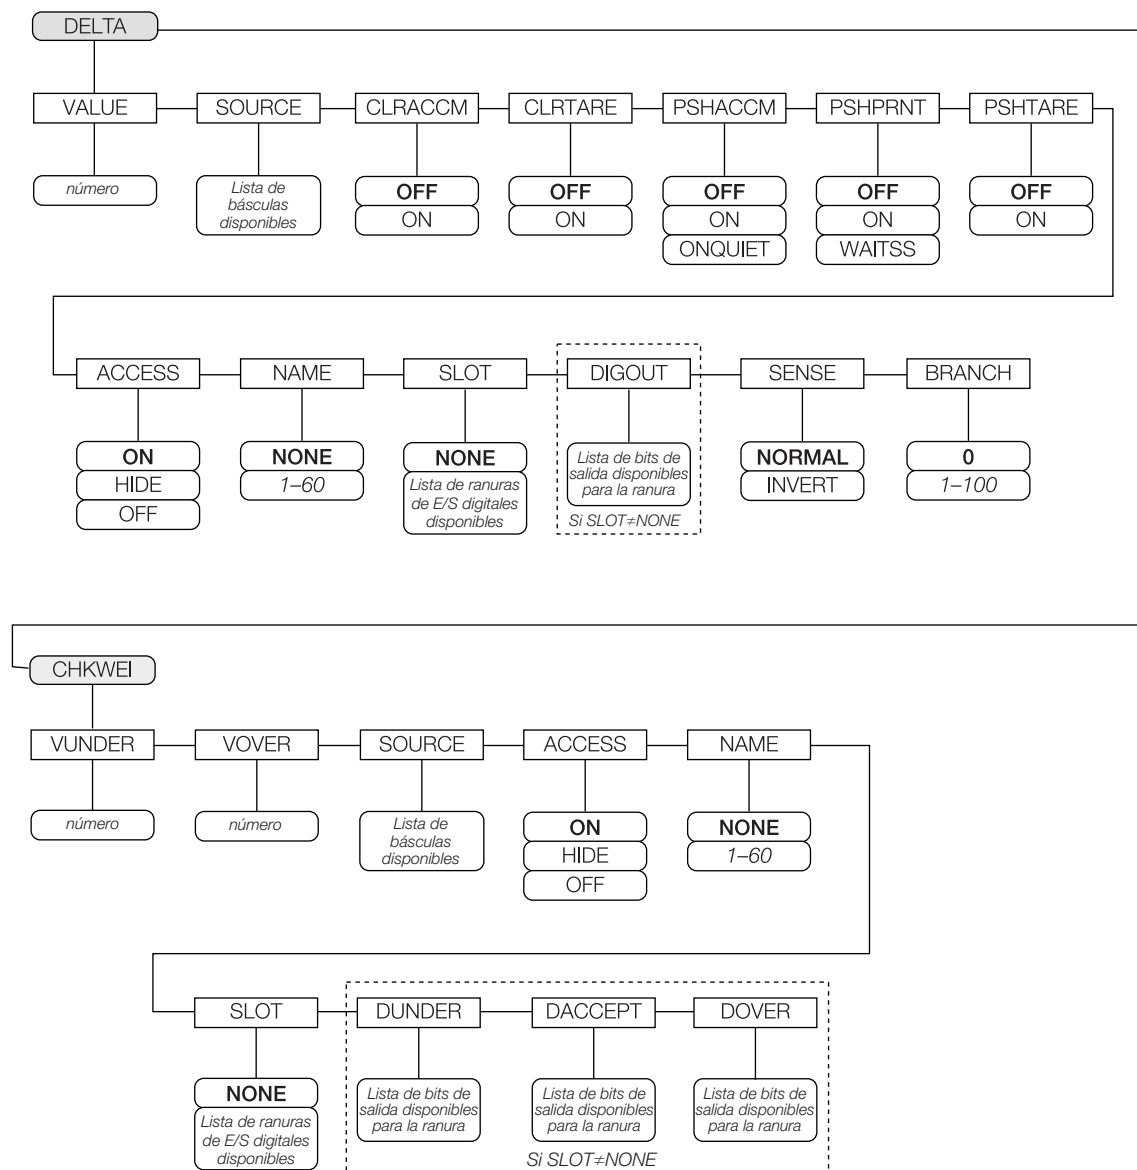 DELTA
VALUE
SOURCE
CLRACCM
CLRTARE
PSHACCM
PSHPRNT
PSHTARE
número
Lista de
básculas
disponibles
OFF
ON
OFF
ON
OFF
ON
ONQUIET
OFF
ON
WAITSS
OFF
ON
ACCESS
NAME
SLOT
DIGOUT
SENSE
BRANCH
ON
HIDE
OFF
NONE
1–60
NONE
Lista de ranuras
de E/S digitales
disponibles
Lista de bits de
salida disponibles
para la ranura
Si SLOT≠NONE
NORMAL
INVERT
0
1–100
CHKWEI
VUNDER
VOVER
SOURCE
ACCESS
NAME
número
número
Lista de
básculas
disponibles
ON
HIDE
OFF
NONE
1–60
SLOT
DUNDER
DACCEPT
DOVER
NONE
Lista de ranuras
de E/S digitales
disponibles
Lista de bits de
salida disponibles
para la ranura
Lista de bits de
salida disponibles
para la ranura
Lista de bits de
salida disponibles
para la ranura
Si SLOT≠NONE